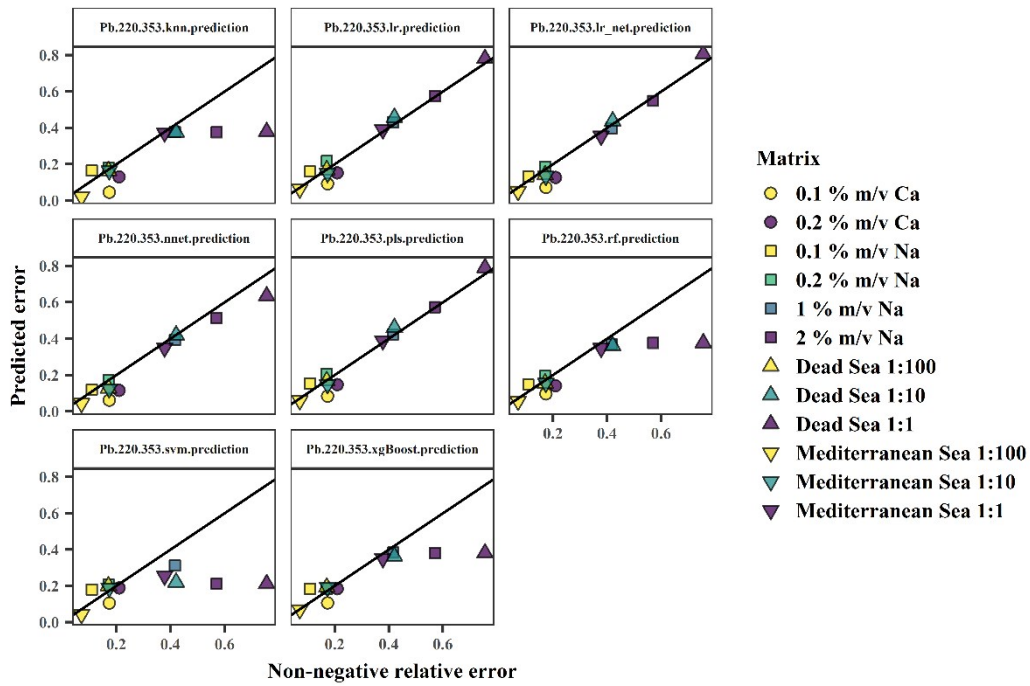 Pb.220.353.knn.prediction
Pb.220.353.lr.prediction
Pb.220.353.lr_net.prediction
0.8
0.6
0.4
0.2
0.0
Pb.220.353.nnet.prediction
Pb.220.353.pls.prediction
Pb.220.353.rf.prediction
0.8
0.6
0.4
0.2
0.0
0.2 0.4 0.6
Pb.220.353.svm.prediction
Pb.220.353.xgBoost.prediction
0.8
0.6
0.4
0.2
0.0
0.2 0.4 0.6
0.2 0.4 0.6
Predicted error
Non-negative relative error
Matrix
0.1 % m/v Ca
0.2 % m/v Ca
0.1 % m/v Na
0.2 % m/v Na
1 % m/v Na
2 % m/v Na
Dead Sea 1:100
Dead Sea 1:10
Dead Sea 1:1
Mediterranean Sea 1:100
Mediterranean Sea 1:10
Mediterranean Sea 1:1